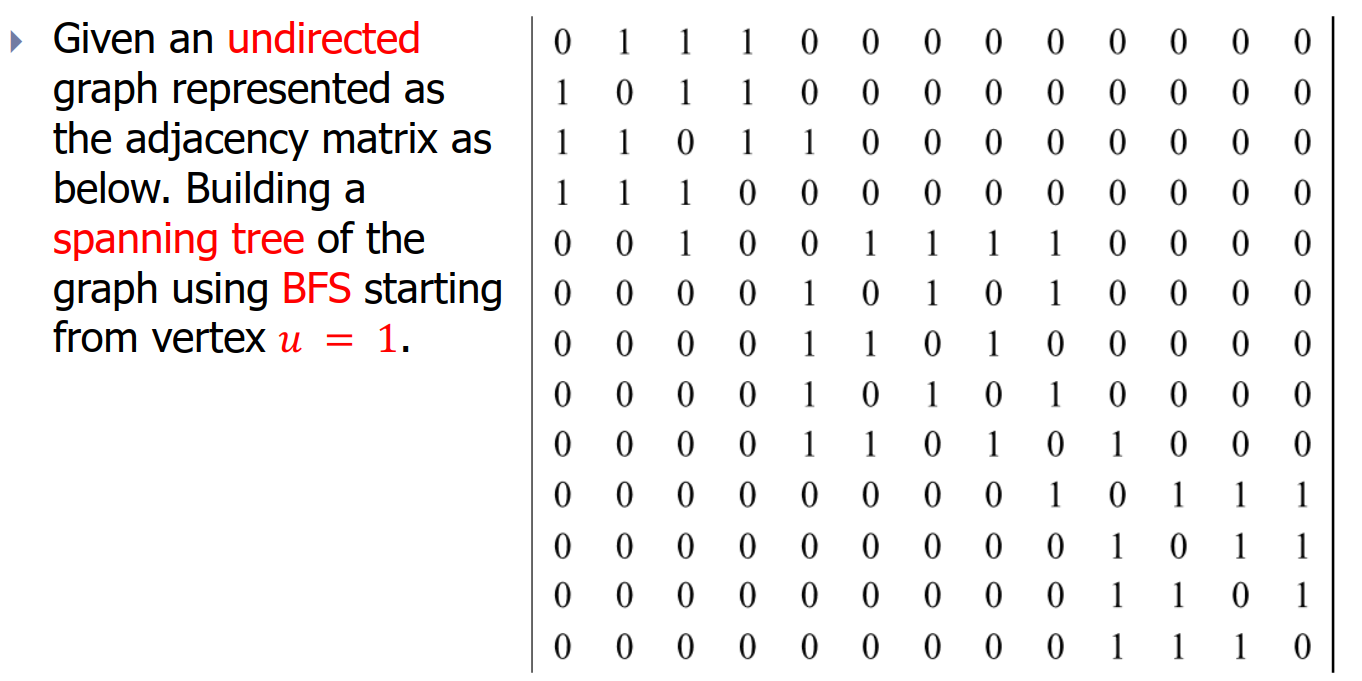 Given an undirected
graph represented as
the adjacency matrix as
below. Building a
spanning tree of the
graph using BFS starting
from vertex u = 1.
0 1 1 1 0 0 0 0 0 0 0 0 0
1 0 1 1 0 0 0 0 0 0 0 0 0
1 1 0 1 1 0 0 0 0 0 0 0 0
1 1 1 0 0 0 0 0 0 0 0 0 0
0 0 1 0 0 1 1 1 1 0 0 0 0
0 0 0 0 1 0 1 0 1 0 0 0 0
0 0 0 0 1 1 0 1 0 0 0 0 0
0 0 0 0 1 0 1 0 1 0 0 0 0
0 0 0 0 1 1 0 1 0 1 0 0 0
0 0 0 0 0 0 0 0 1 0 1 1 1
0 0 0 0 0 0 0 0 0 1 0 1 1
0 0 0 0 0 0 0 0 0 1 1 0 1
0 0 0 0 0 0 0 0 0 1 1 1 0